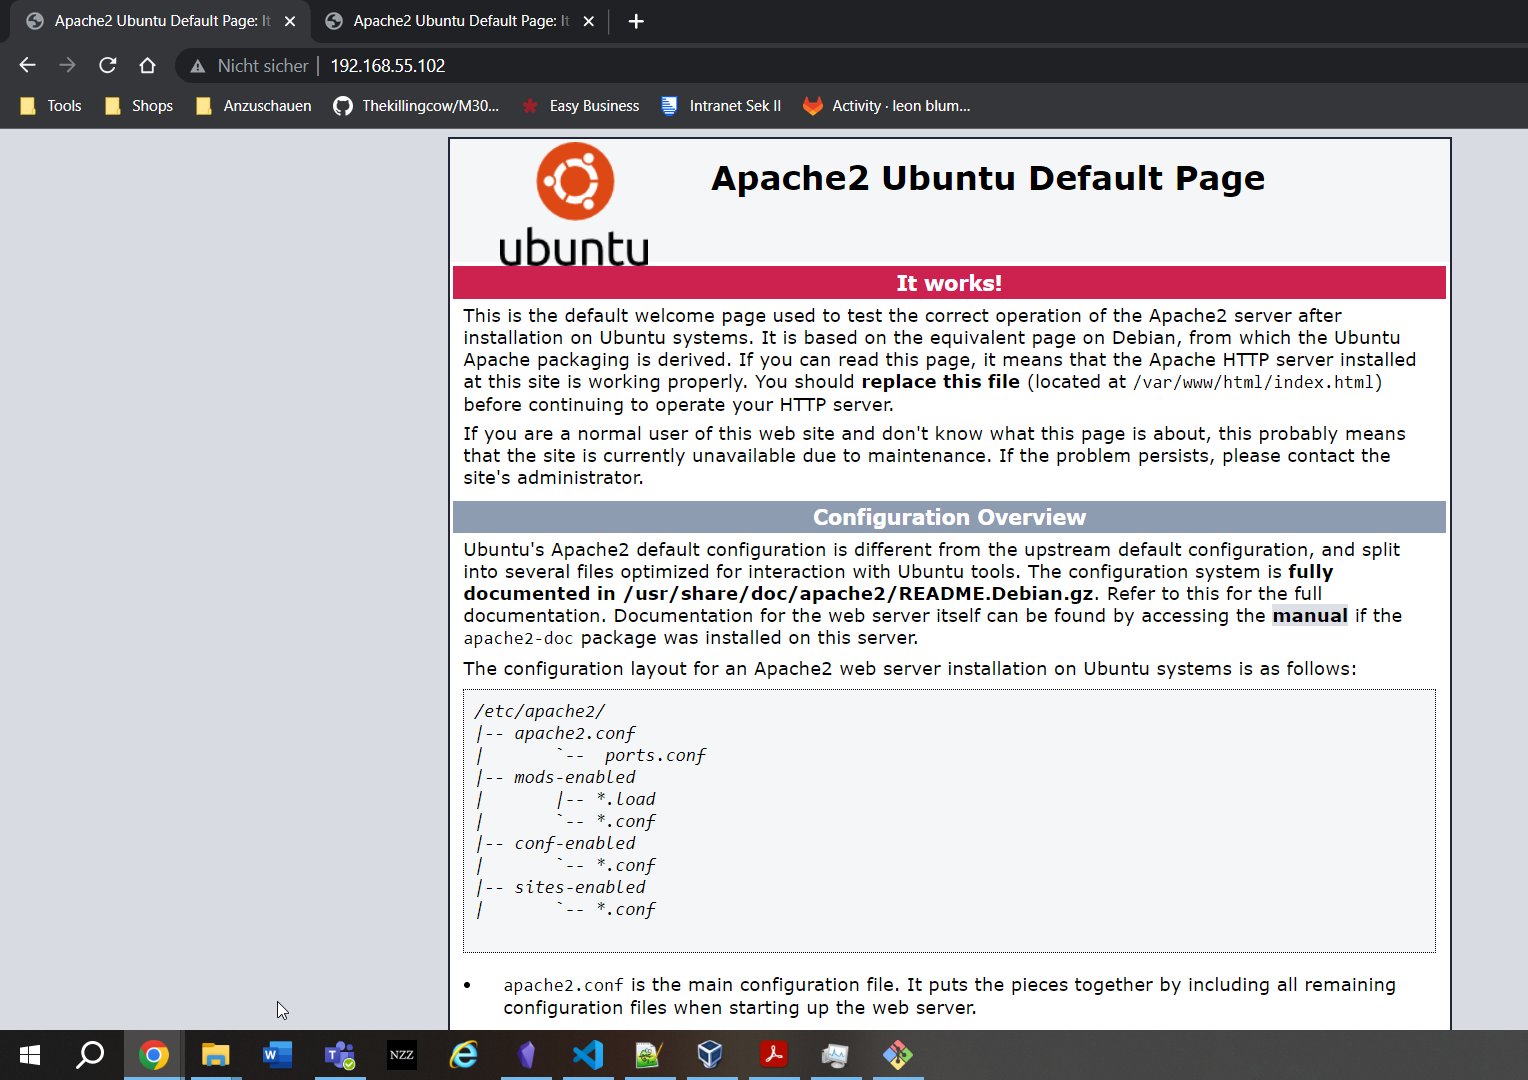 Apache2 Ubuntu Default Page: It
Apache2 Ubuntu Default Page: It
Nicht sicher | 192.168.55.102
Tools
Shops
Anzuschauen
Thekillingcow/M30...
Easy Business
Intranet Sek II
Activity · leon blum...
ubuntu
Apache2 Ubuntu Default Page
It works!
This is the default welcome page used to test the correct operation of the Apache2 server after
installation on Ubuntu systems. It is based on the equivalent page on Debian, from which the Ubuntu
Apache packaging is derived. If you can read this page, it means that the Apache HTTP server installed
at this site is working properly. You should replace this file (located at /var/www/html/index.html)
before continuing to operate your HTTP server.
If you are a normal user of this web site and don't know what this page is about, this probably means
that the site is currently unavailable due to maintenance. If the problem persists, please contact the
site's administrator.
Configuration Overview
Ubuntu's Apache2 default configuration is different from the upstream default configuration, and split
into several files optimized for interaction with Ubuntu tools. The configuration system is fully
documented in /usr/share/doc/apache2/README.Debian.gz. Refer to this for the full
documentation. Documentation for the web server itself can be found by accessing the manual if the
apache2-doc package was installed on this server.
The configuration layout for an Apache2 web server installation on Ubuntu systems is as follows:
/etc/apache2/
|-- apache2.conf
|       `--  ports.conf
|-- mods-enabled
|       |-- *.load
|       `-- *.conf
|-- conf-enabled
|       `-- *.conf
|-- sites-enabled
|       `-- *.conf
• apache2.conf is the main configuration file. It puts the pieces together by including all remaining
configuration files when starting up the web server.
W
T
NZZ